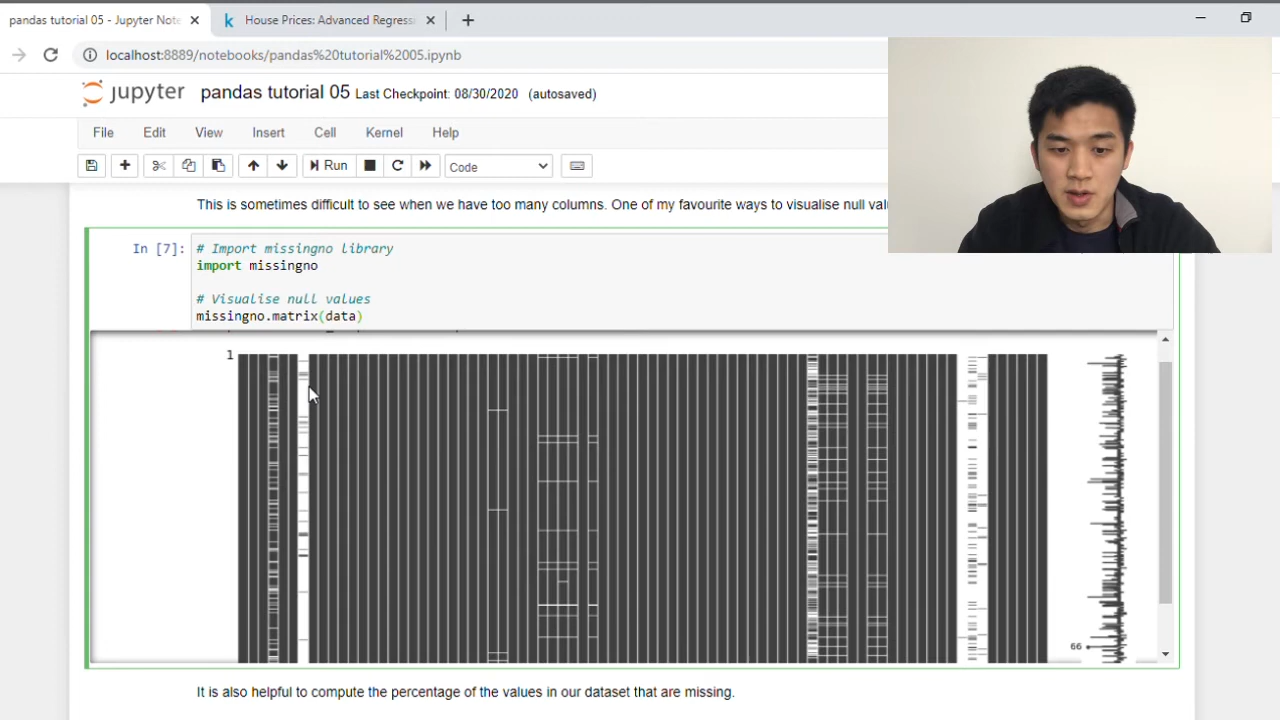 pandas tutorial 05 - Jupyter Note
House Prices: Advanced Regress
localhost:8889/notebooks/pandas%20tutorial%2005.ipynb
jupyter pandas tutorial 05 Last Checkpoint: 08/30/2020 (autosaved)
File Edit View Insert Cell Kernel Help
Run Code
This is sometimes difficult to see when we have too many columns. One of my favourite ways to visualise null
In [7]: # Import missingno library
import missingno
# Visualise null values
missingno.matrix(data)
1
66
It is also helpful to compute the percentage of the values in our dataset that are missing.